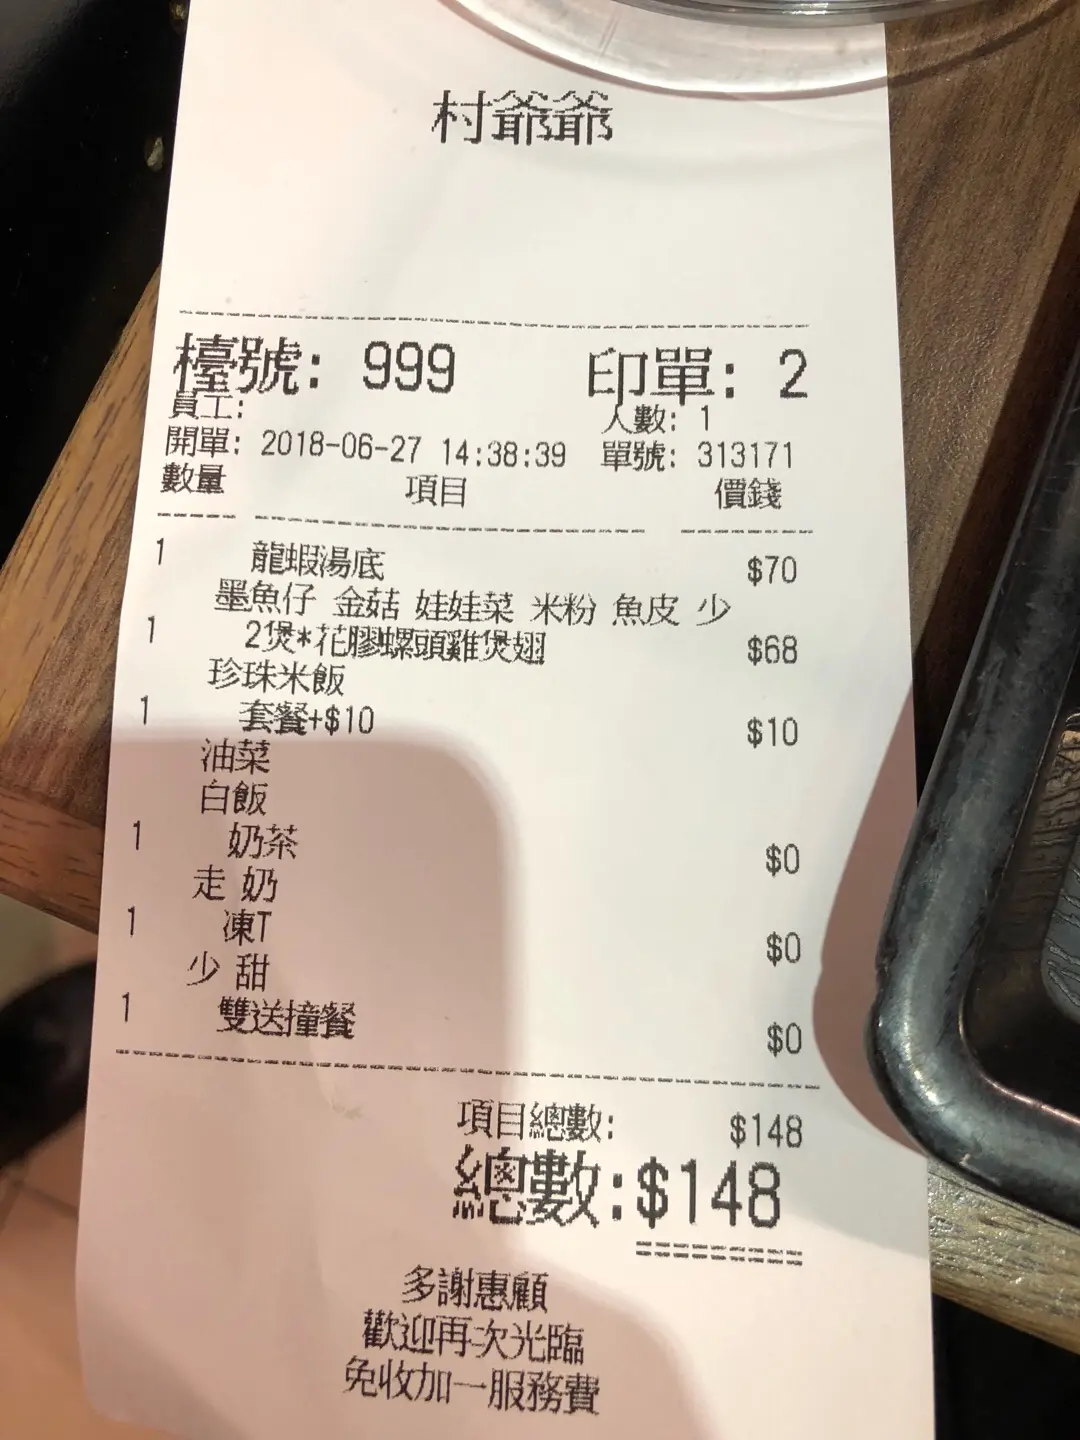 村爺爺
檯號: 999 印單: 2
員工: 人數: 1
開單: 2018-06-27 14:38:39 單號: 313171
數量 項目 價錢
1 龍蝦湯底 $70
墨魚仔 金菇 娃娃菜 米粉 魚皮 少
1 2煲*花膠螺頭雞煲翅 $68
珍珠米飯
1 套餐+$10 $10
油菜
白飯
1 奶茶 $0
走 奶
1 凍T $0
少 甜
1 雙送撞餐 $0
項目總數: $148
總數:$148
多謝惠顧
歡迎再次光臨
免收加一服務費